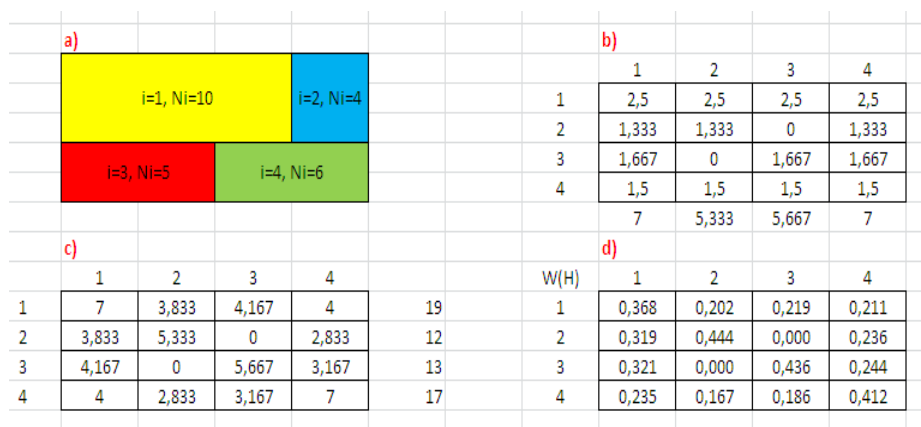 a) b)
1 2 3 4
i=1, Ni=10 i=2, Ni=4 1 2,5 2,5 2,5 2,5
2 1,333 1,333 0 1,333
i=3, Ni=5 i=4, Ni=6 3 1,667 0 1,667 1,667
4 1,5 1,5 1,5 1,5
7 5,333 5,667 7
c) d)
1 2 3 4 W(H) 1 2 3 4
1 7 3,833 4,167 4 19 1 0,368 0,202 0,219 0,211
2 3,833 5,333 0 2,833 12 2 0,319 0,444 0,000 0,236
3 4,167 0 5,667 3,167 13 3 0,321 0,000 0,436 0,244
4 4 2,833 3,167 7 17 4 0,235 0,167 0,186 0,412